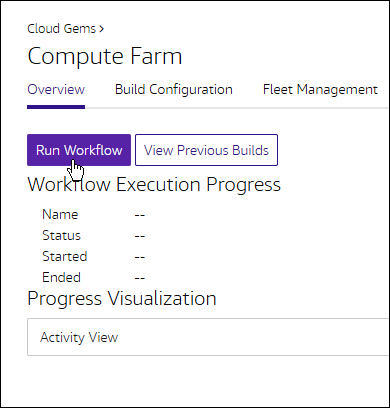 Cloud Gems >
Compute Farm
Overview Build Configuration Fleet Management
Run Workflow View Previous Builds
Workflow Execution Progress
Name --
Status --
Started --
Ended --
Progress Visualization
Activity View